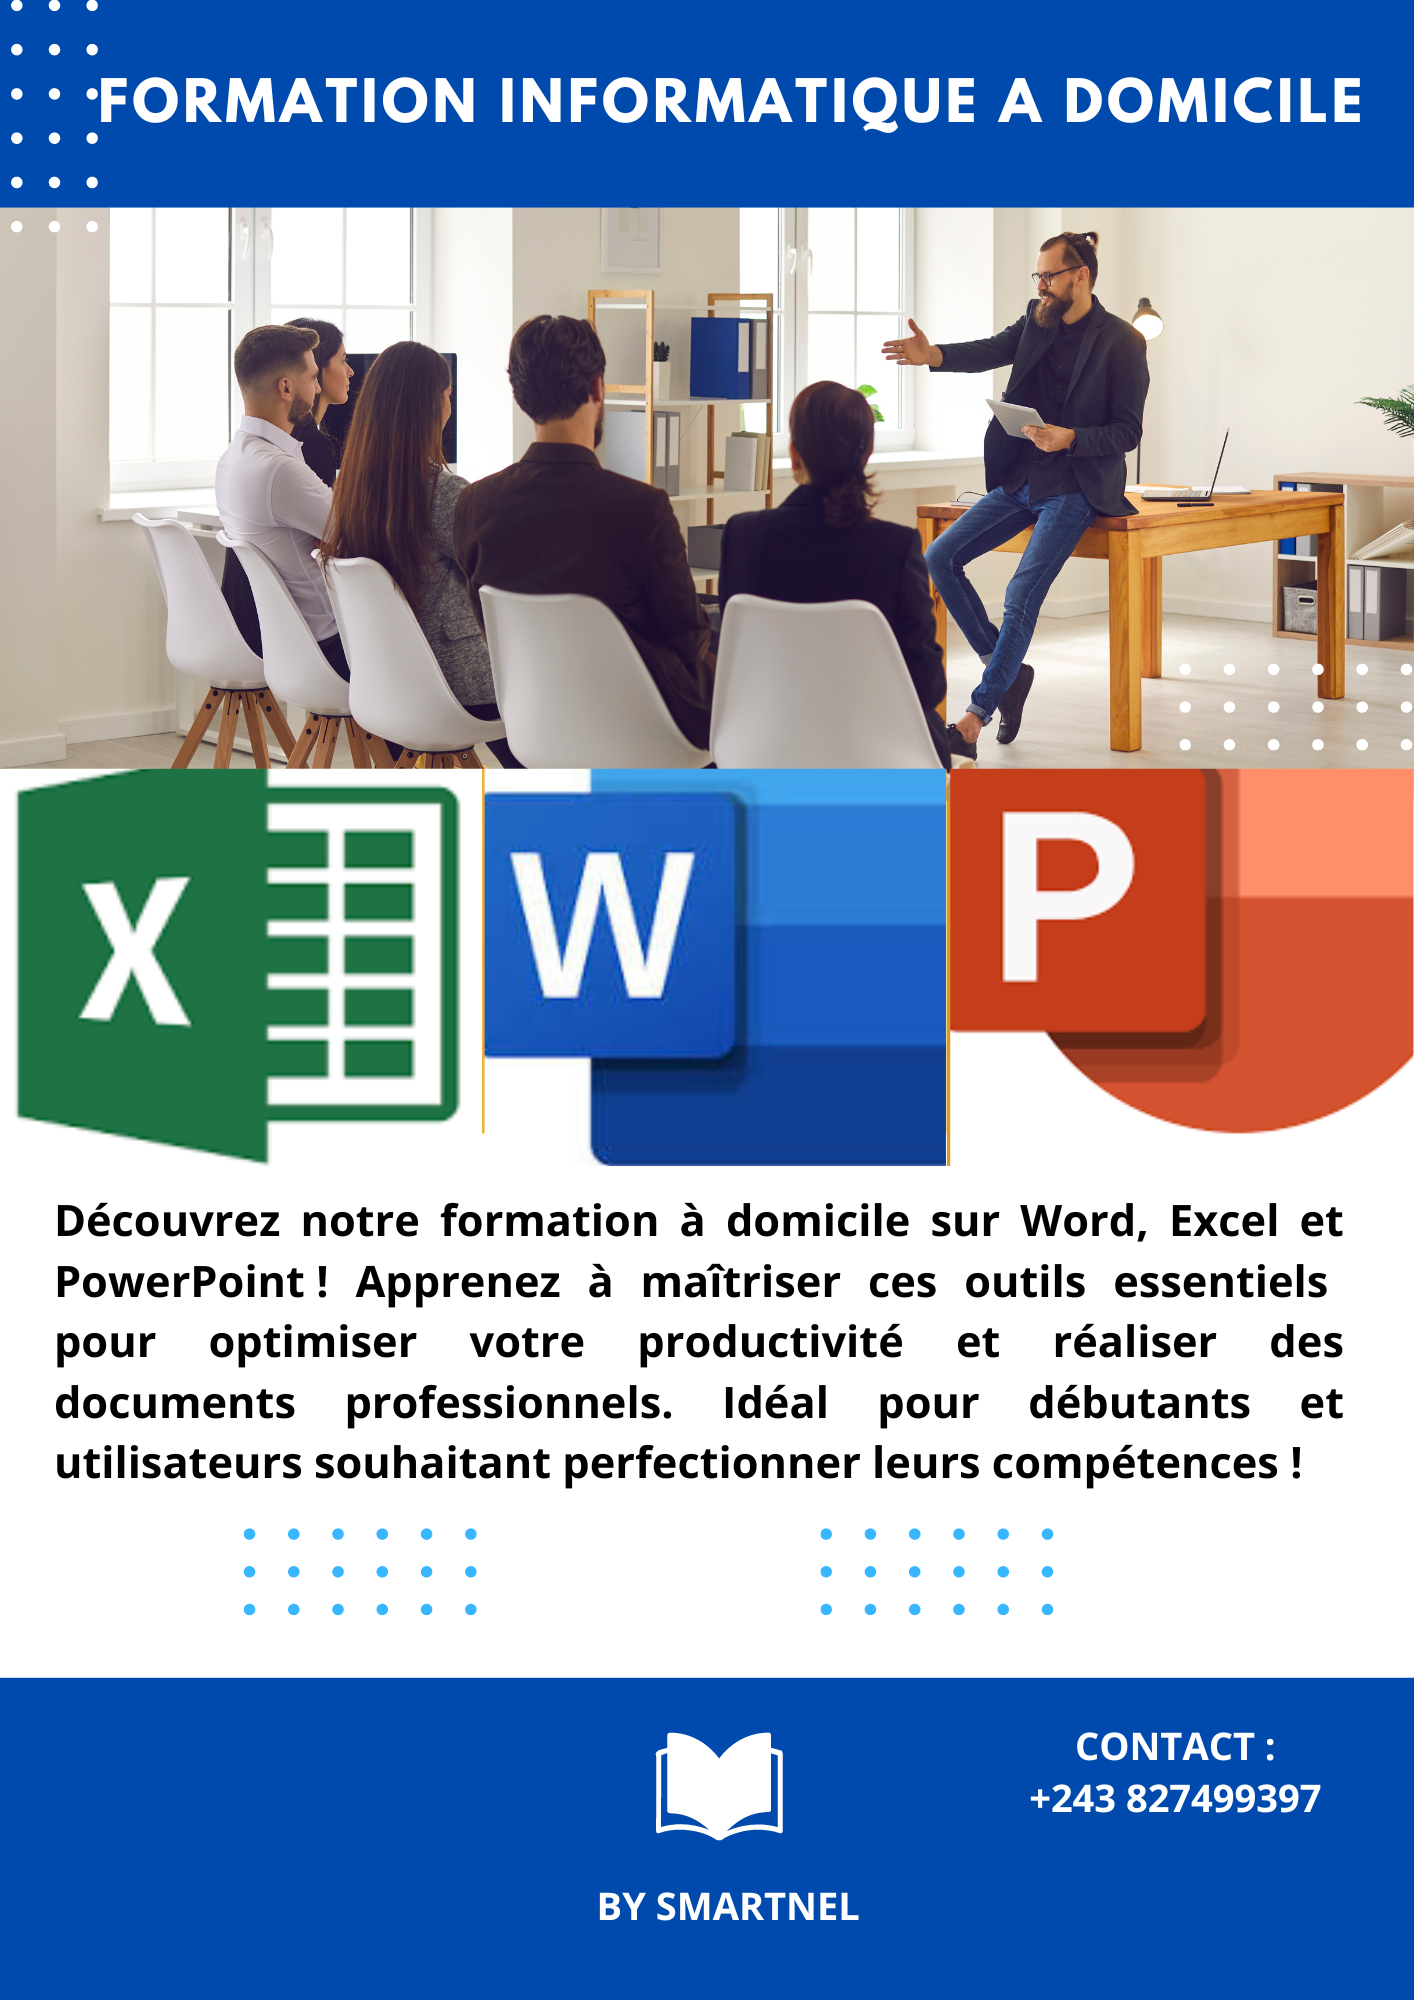 FORMATION INFORMATIQUE A DOMICILE
X
W
P
Découvrez notre formation à domicile sur Word, Excel et
PowerPoint ! Apprenez à maîtriser ces outils essentiels
pour optimiser votre productivité et réaliser des
documents professionnels. Idéal pour débutants et
utilisateurs souhaitant perfectionner leurs compétences !
CONTACT :
+243 827499397
BY SMARTNEL